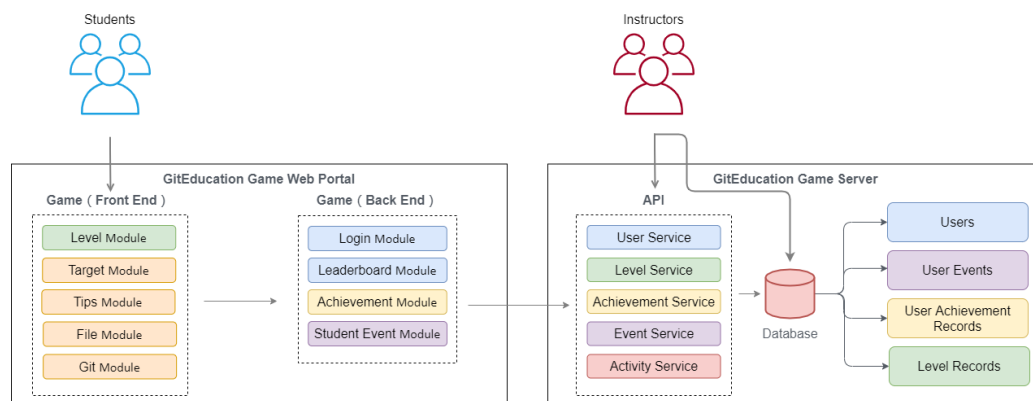 Students
Instructors
GitEducation Game Web Portal
GitEducation Game Server
Game ( Front End )
Game ( Back End )
API
Level Module
Target Module
Tips Module
File Module
Git Module
Login Module
Leaderboard Module
Achievement Module
Student Event Module
User Service
Level Service
Achievement Service
Event Service
Activity Service
Database
Users
User Events
User Achievement
Records
Level Records